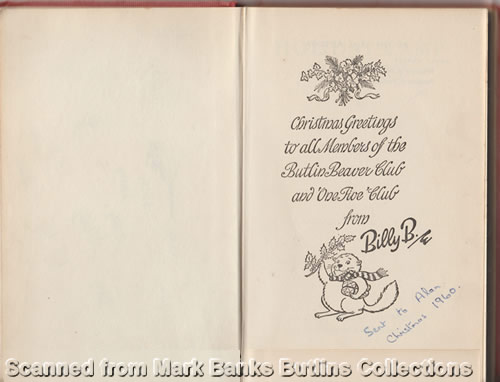 Christmas Greetings
to all Members of the
Butlin Beaver Club
and 'One Five' Club
from
Billy B.
Sent to Alan
Christmas 1960.
Scanned from Mark Banks Butlins Collections